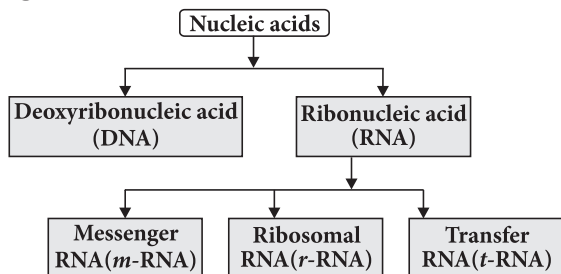 Nucleic acids
Deoxyribonucleic acid
(DNA)
Ribonucleic acid
(RNA)
Messenger
RNA(m-RNA)
Ribosomal
RNA(r-RNA)
Transfer
RNA(t-RNA)